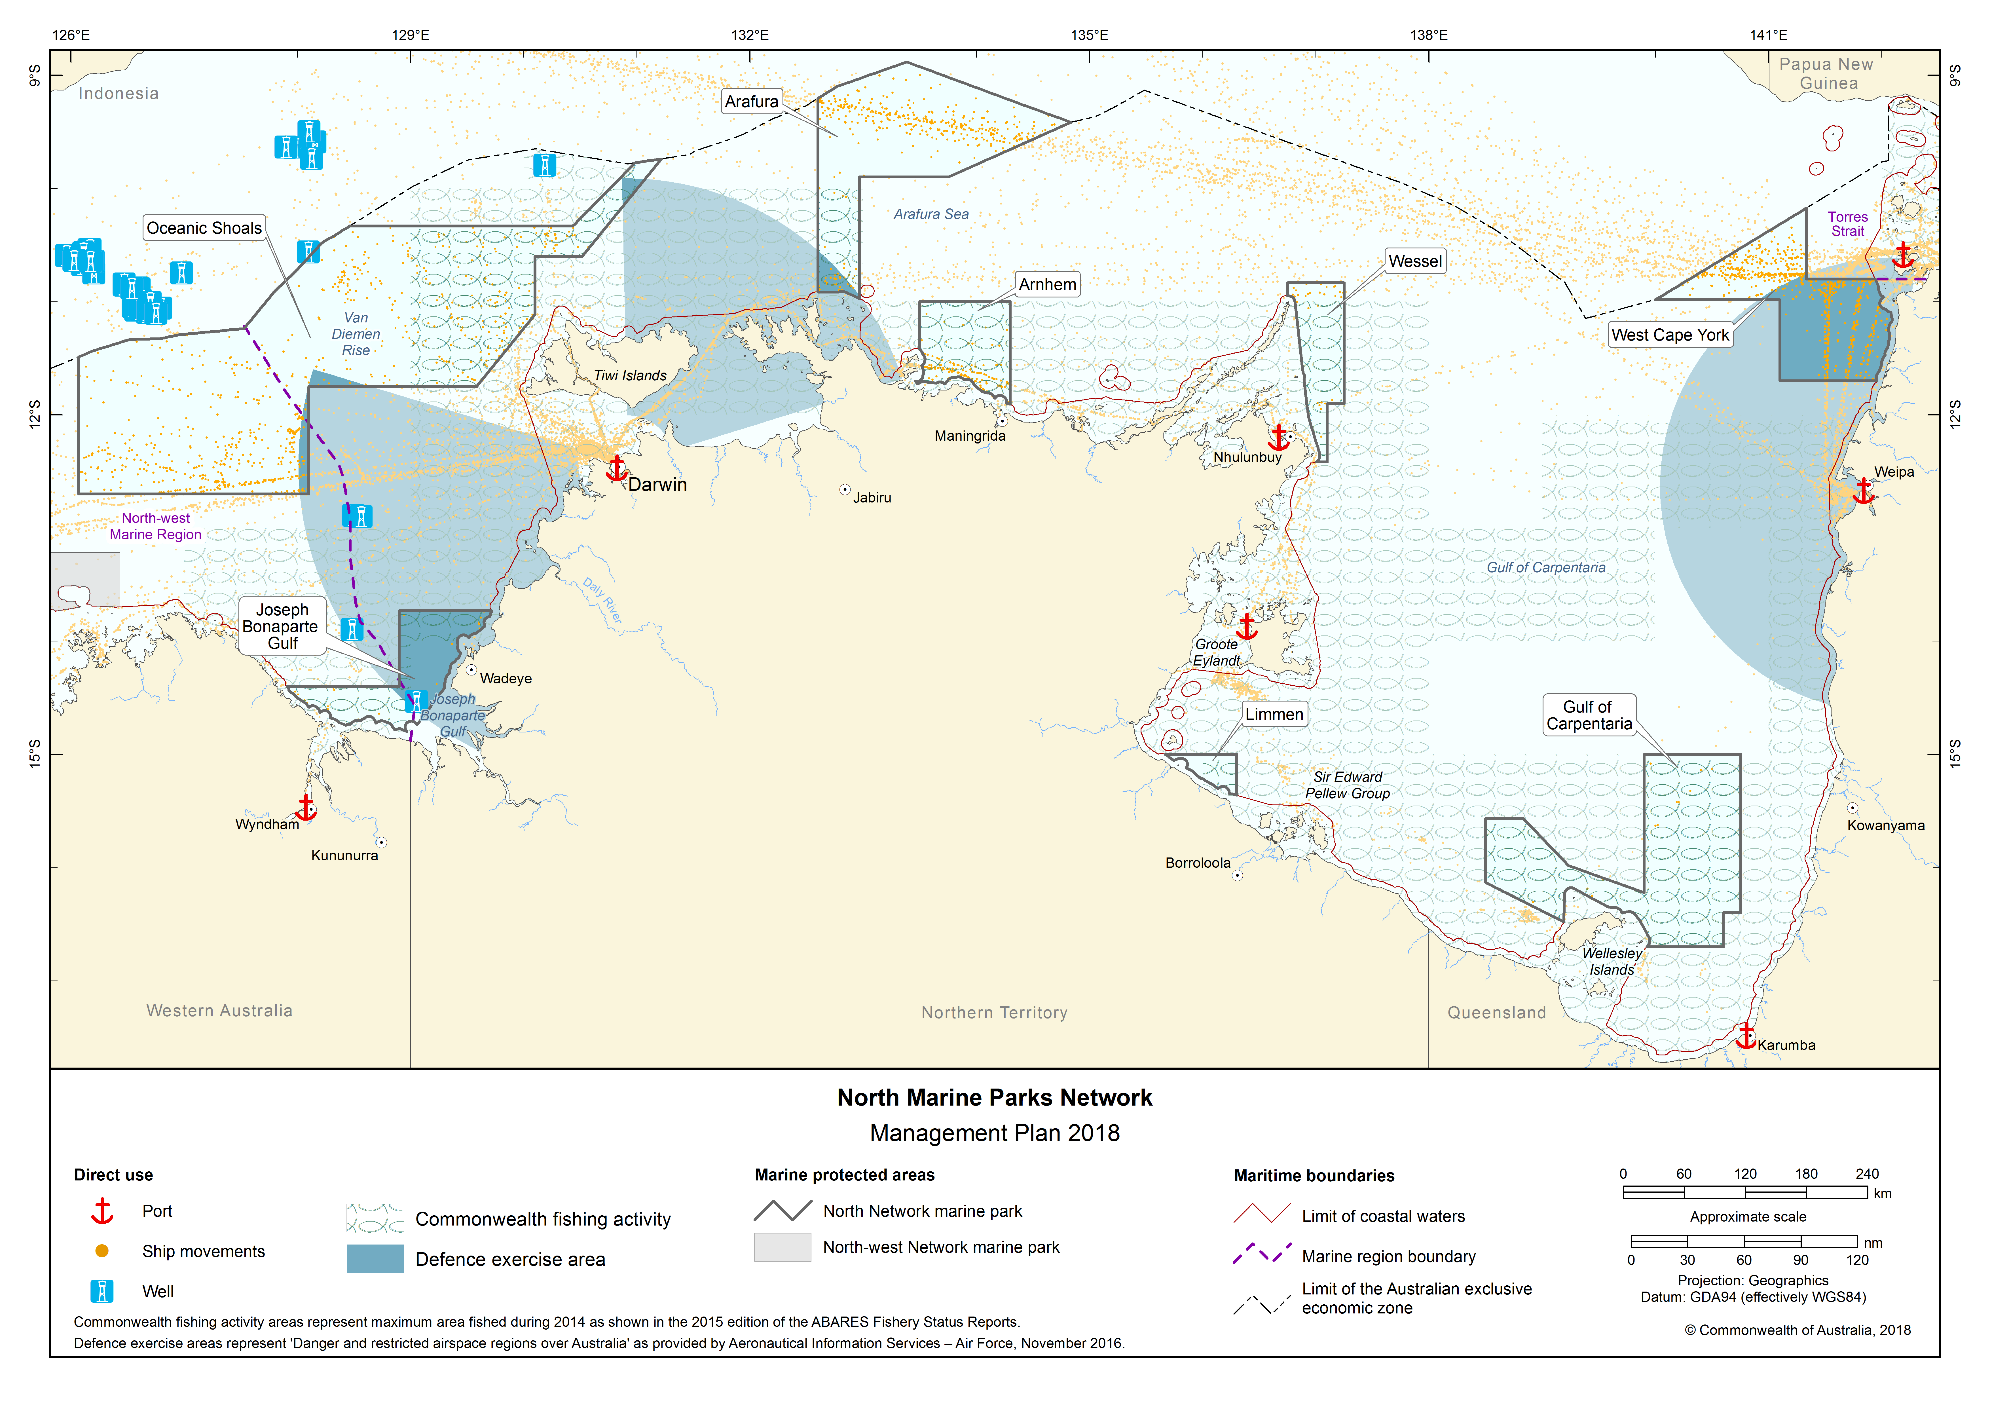 126°E
129°E
132°E
135°E
138°E
141°E
9°S
9°S
Indonesia
Papua New
Guinea
Arafura
Oceanic Shoals
Arafura Sea
Torres
Strait
Wessel
Arnhem
Van
Diemen
Rise
West Cape York
Tiwi Islands
12°S
12°S
Maningrida
Nhulunbuy
Weipa
Darwin
Jabiru
North-west
Marine Region
Gulf of Carpentaria
Daly River
Joseph
Bonaparte
Gulf
Groote
Eylandt
Wadeye
Joseph
Bonaparte
Gulf
Limmen
Gulf of
Carpentaria
15°S
15°S
Sir Edward
Pellew Group
Wyndham
Kununurra
Kowanyama
Borroloola
Wellesley
Islands
Western Australia
Northern Territory
Queensland
Karumba
North Marine Parks Network
Management Plan 2018
Direct use
Port
Ship movements
Well
Commonwealth fishing activity
Defence exercise area
Marine protected areas
North Network marine park
North-west Network marine park
Maritime boundaries
Limit of coastal waters
Marine region boundary
Limit of the Australian exclusive
economic zone
0 60 120 180 240
km
Approximate scale
nm
0 30 60 90 120
Projection: Geographics
Datum: GDA94 (effectively WGS84)
Commonwealth fishing activity areas represent maximum area fished during 2014 as shown in the 2015 edition of the ABARES Fishery Status Reports.
Defence exercise areas represent 'Danger and restricted airspace regions over Australia' as provided by Aeronautical Information Services – Air Force, November 2016.
© Commonwealth of Australia, 2018